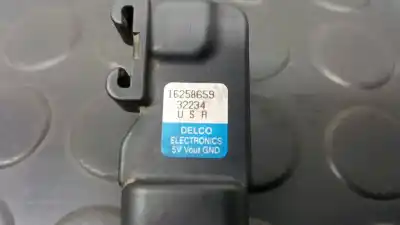 16258659
32234
U S A
DELCO
ELECTRONICS
5V Vout GND